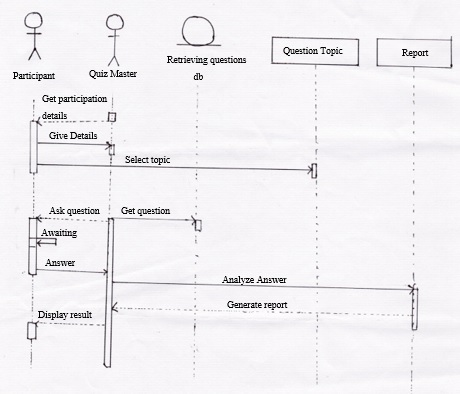 Participant
Quiz Master
Retrieving questions
db
Question Topic
Report
Get participation
details
Give Details
Select topic
Ask question
Get question
Awaiting
Answer
Analyze Answer
Generate report
Display result